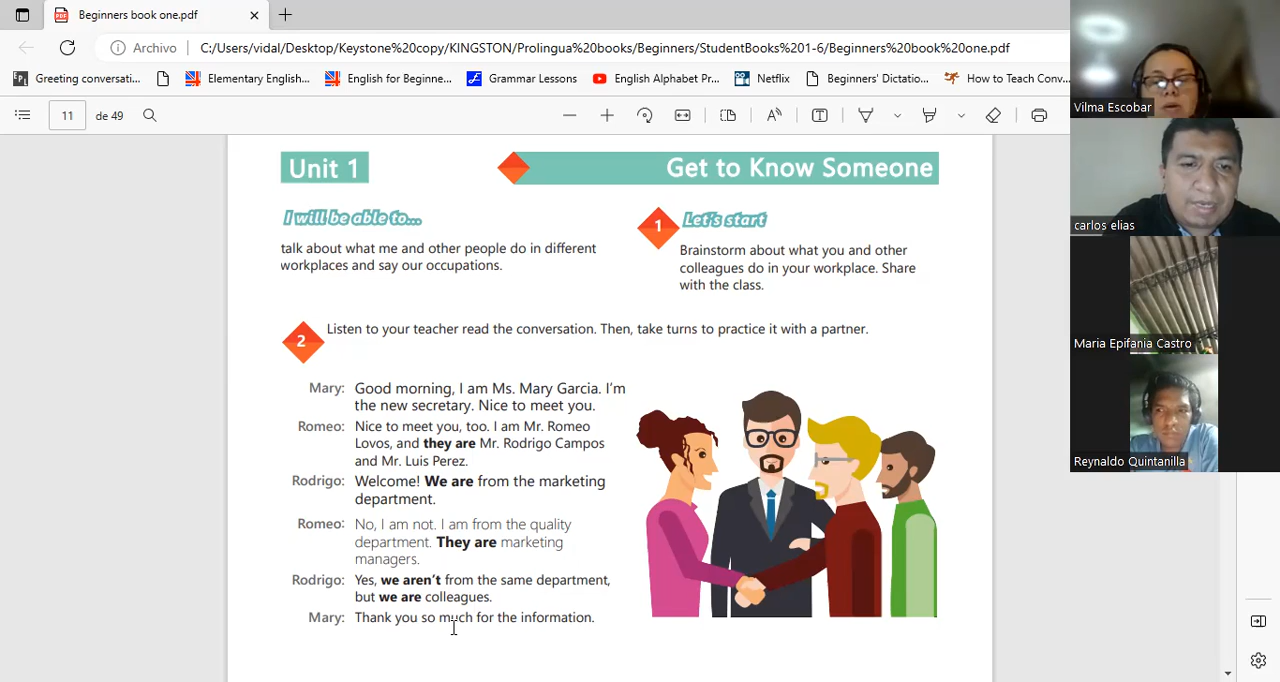 Beginners book one.pdf
Archivo C:/Users/vidal/Desktop/Keystone%20copy/KINGSTON/Prolingua%20books/Beginners/StudentBooks%201-6/Beginners%20book%20one.pdf
Greeting conversati... Elementary English... English for Beginne... Grammar Lessons English Alphabet Pr... Netflix Beginners' Dictatio... How to Teach Conv...
11 de 49
Unit 1
Get to Know Someone
I will be able to...
talk about what me and other people do in different
workplaces and say our occupations.
1 Let's start
Brainstorm about what you and other
colleagues do in your workplace. Share
with the class.
2 Listen to your teacher read the conversation. Then, take turns to practice it with a partner.
Mary: Good morning, I am Ms. Mary Garcia. I'm
the new secretary. Nice to meet you.
Romeo: Nice to meet you, too. I am Mr. Romeo
Lovos, and they are Mr. Rodrigo Campos
and Mr. Luis Perez.
Rodrigo: Welcome! We are from the marketing
department.
Romeo: No, I am not. I am from the quality
department. They are marketing
managers.
Rodrigo: Yes, we aren't from the same department,
but we are colleagues.
Mary: Thank you so much for the information.
Vilma Escobar
carlos elias
Maria Epifania Castro
Reynaldo Quintanilla